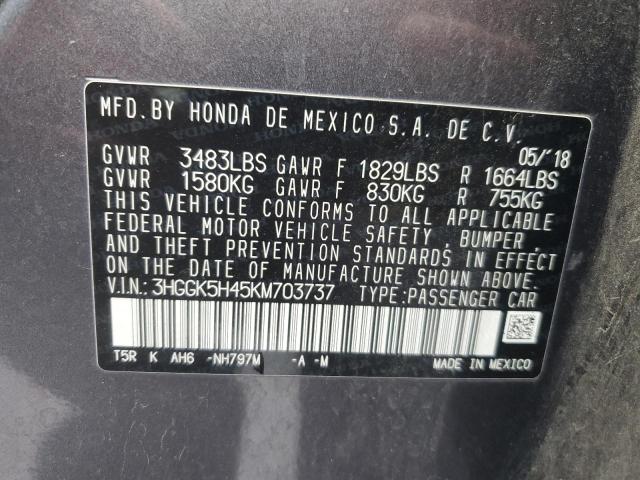 MFD. BY HONDA DE MEXICO S.A. DE C.V.
05/'18
GVWR 3483LBS GAWR F 1829LBS R 1664LBS
GVWR 1580KG GAWR F 830KG R 755KG
THIS VEHICLE CONFORMS TO ALL APPLICABLE
FEDERAL MOTOR VEHICLE SAFETY, BUMPER,
AND THEFT PREVENTION STANDARDS IN EFFECT
ON THE DATE OF MANUFACTURE SHOWN ABOVE.
V.I.N.: 3HGGK5H45KM703737 TYPE: PASSENGER CAR
T5R K AH6 -NH797M -A -M MADE IN MEXICO